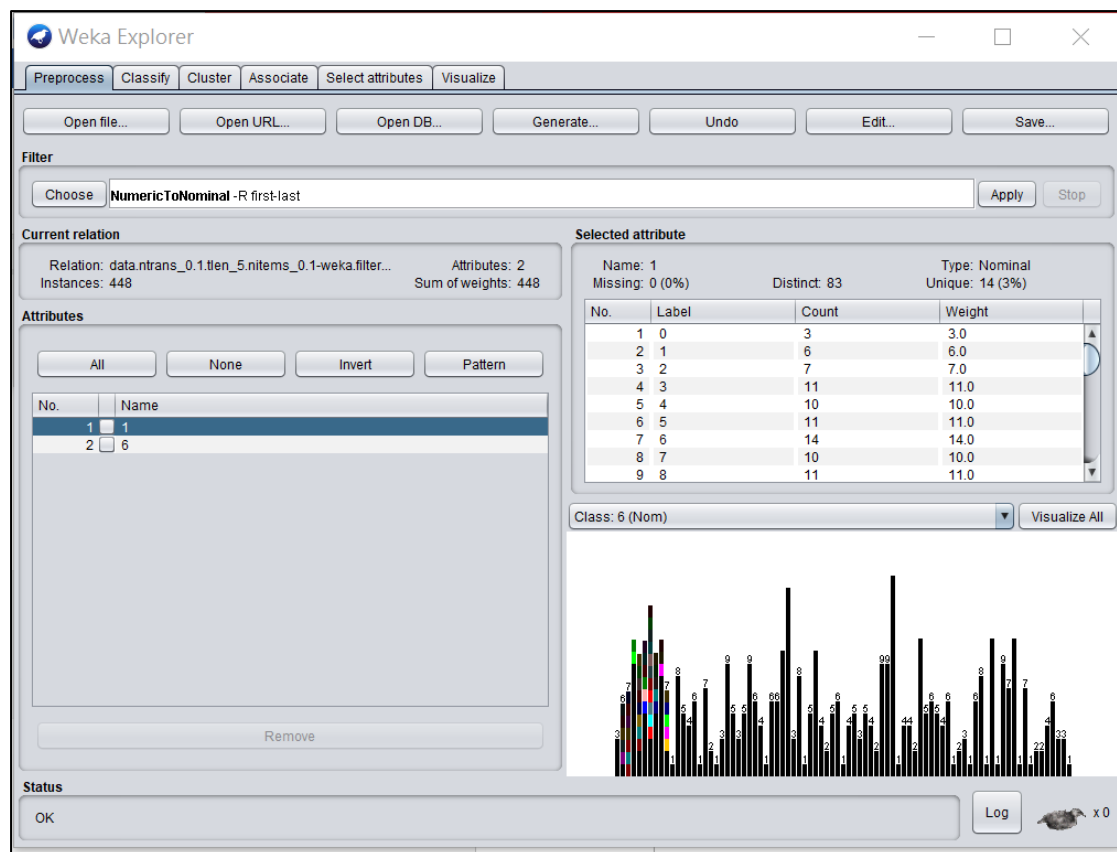 Weka Explorer
Preprocess Classify Cluster Associate Select attributes Visualize
Open file... Open URL... Open DB... Generate... Undo Edit... Save...
Filter
Choose NumericToNominal -R first-last Apply Stop
Current relation
Relation: data.ntrans_0.1.tlen_5.nitems_0.1-weka.filter... Attributes: 2
Instances: 448 Sum of weights: 448
Attributes
All None Invert Pattern
No. Name
1 1
2 6
Remove
Selected attribute
Name: 1 Type: Nominal
Missing: 0 (0%) Distinct: 83 Unique: 14 (3%)
No. Label Count Weight
1 0 3 3.0
2 1 6 6.0
3 2 7 7.0
4 3 11 11.0
5 4 10 10.0
6 5 11 11.0
7 6 14 14.0
8 7 10 10.0
9 8 11 11.0
Class: 6 (Nom) Visualize All
Status
OK
Log x 0